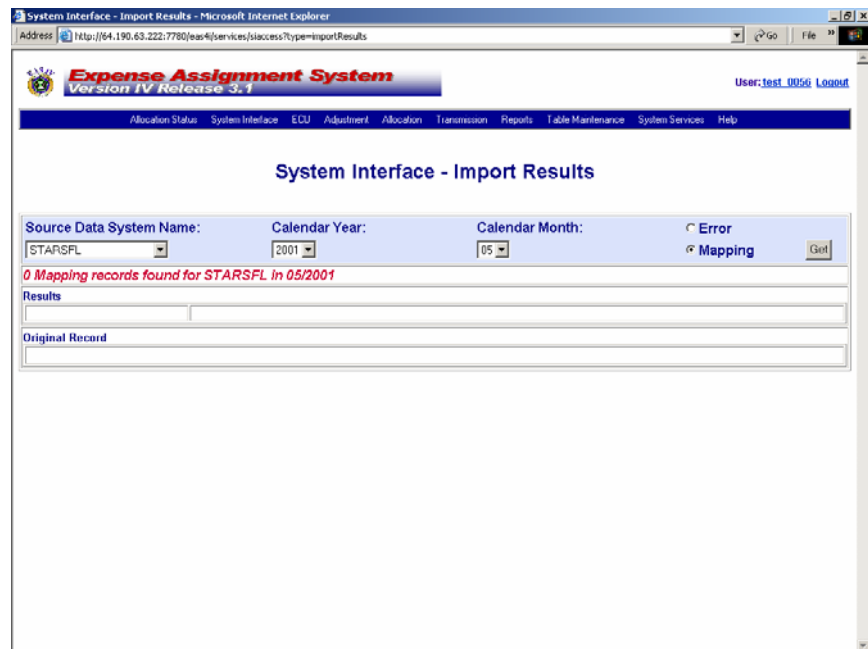 System Interface - Import Results - Microsoft Internet Explorer
Address http://64.190.63.222:7780/eas4i/services/siaccess?type=importResults Go File »
Expense Assignment System
Version IV Release 3.1
User: test_0056 Logout
Allocation Status System Interface ECU Adjustment Allocation Transmission Reports Table Maintenance System Services Help
System Interface - Import Results
Source Data System Name: Calendar Year: Calendar Month: Error
STARSFL 2001 05 Mapping Get
0 Mapping records found for STARSFL in 05/2001
Results
Original Record